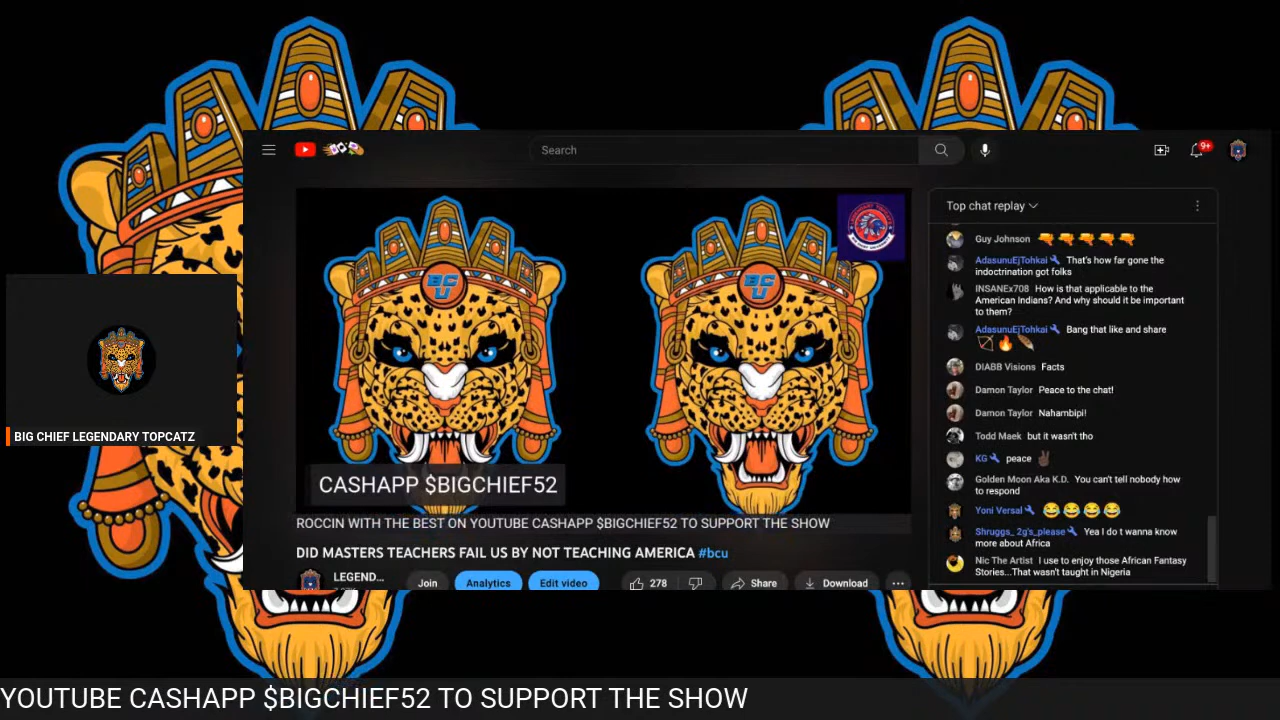 Search
9+
BCU
BCU
CASHAPP $BIGCHIEF52
ROCCIN WITH THE BEST ON YOUTUBE CASHAPP $BIGCHIEF52 TO SUPPORT THE SHOW
DID MASTERS TEACHERS FAIL US BY NOT TEACHING AMERICA #bcu
LEGEND...
Join
Analytics
Edit video
278
Share
Download
Top chat replay
Guy Johnson
AdasunuEjTohkai That's how far gone the
indoctrination got folks
INSANEx708 How is that applicable to the
American Indians? And why should it be important
to them?
AdasunuEjTohkai Bang that like and share
DIABB Visions Facts
Damon Taylor Peace to the chat!
Damon Taylor Nahambipi!
Todd Maek but it wasn't tho
KG peace
Golden Moon Aka K.D. You can't tell nobody how
to respond
Yoni Versal
Shruggs_ 2g's_please Yea I do t wanna know
more about Africa
Nic The Artist I use to enjoy those African Fantasy
Stories...That wasn't taught in Nigeria
BIG CHIEF LEGENDARY TOPCATZ
YOUTUBE CASHAPP $BIGCHIEF52 TO SUPPORT THE SHOW